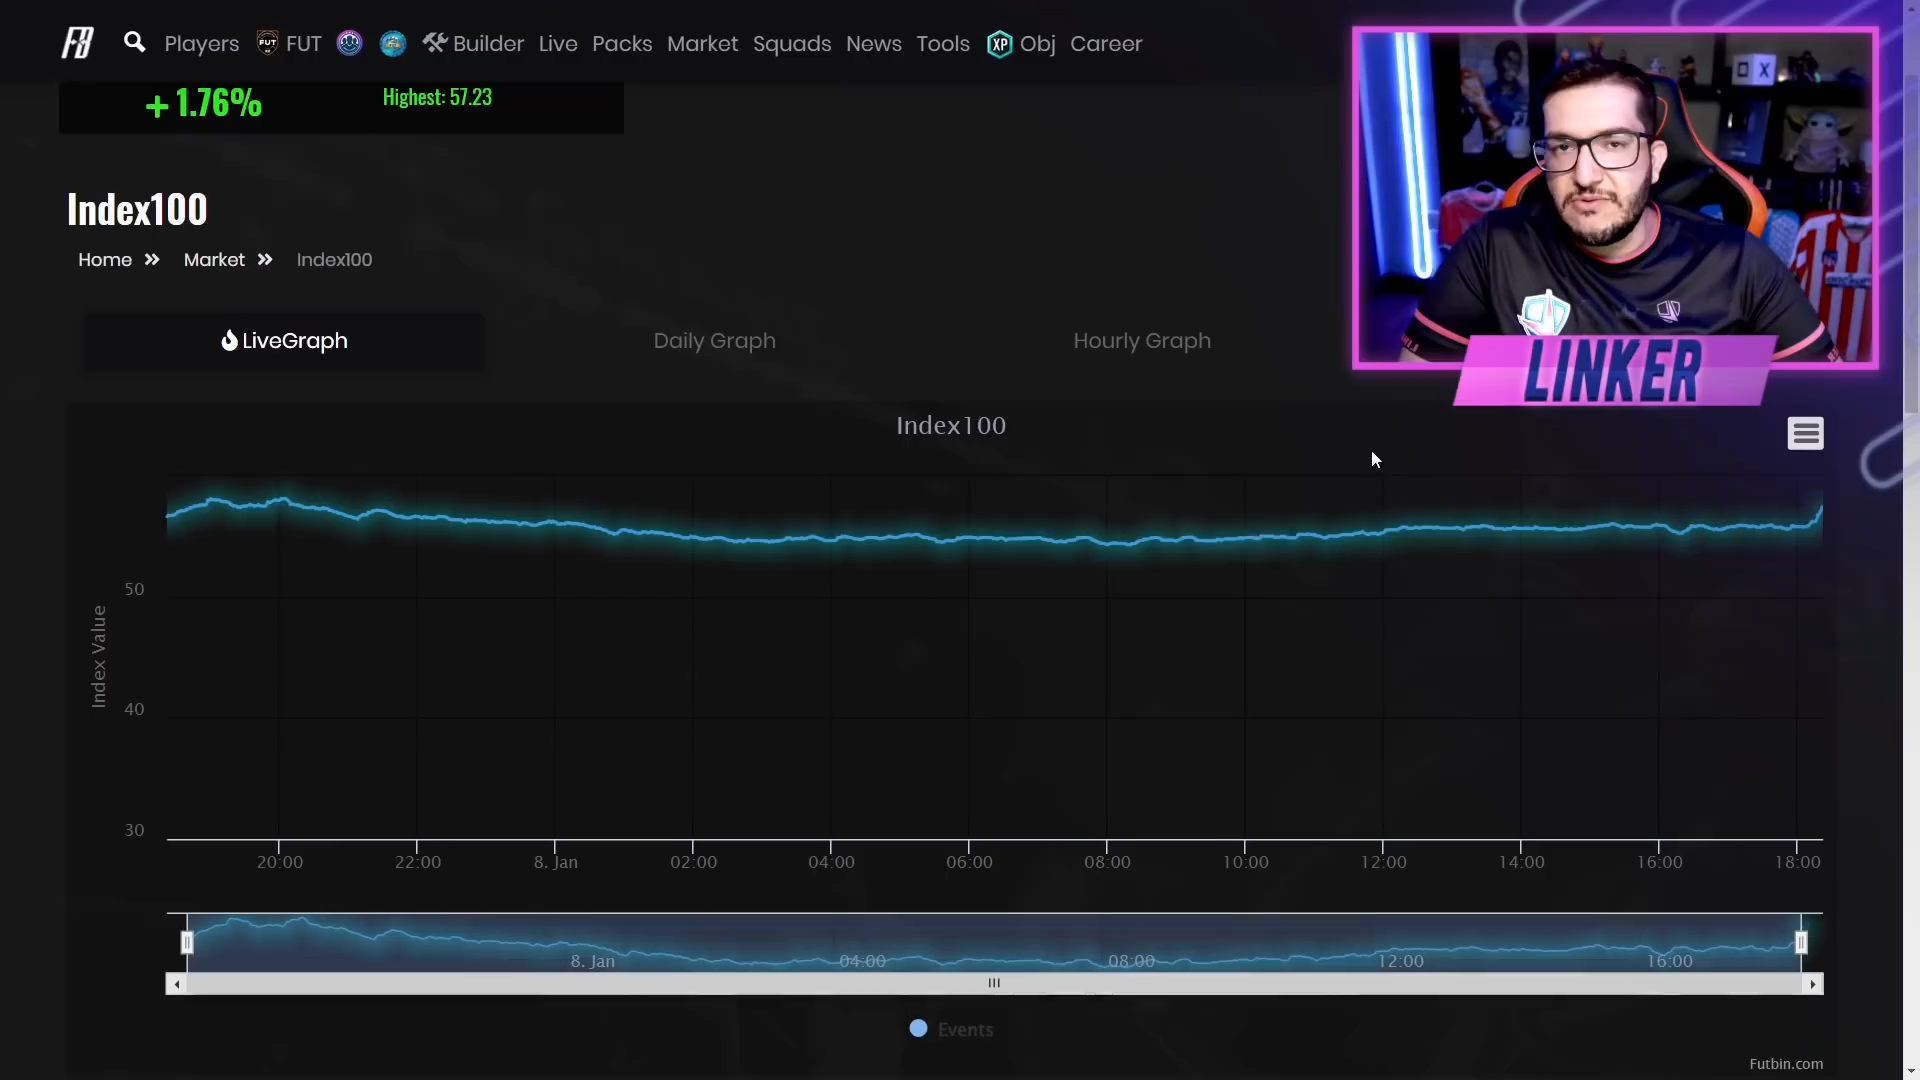 FB Players FUT Builder Live Packs Market Squads News Tools XP Obj Career
+ 1.76% Highest: 57.23
Index100
Home » Market » Index100
LiveGraph Daily Graph Hourly Graph
LINKER
Index100
Index Value
50
40
30
20:00 22:00 8. Jan 02:00 04:00 06:00 08:00 10:00 12:00 14:00 16:00 18:00
8. Jan 04:00 08:00 12:00 16:00
Events
Futbin.com